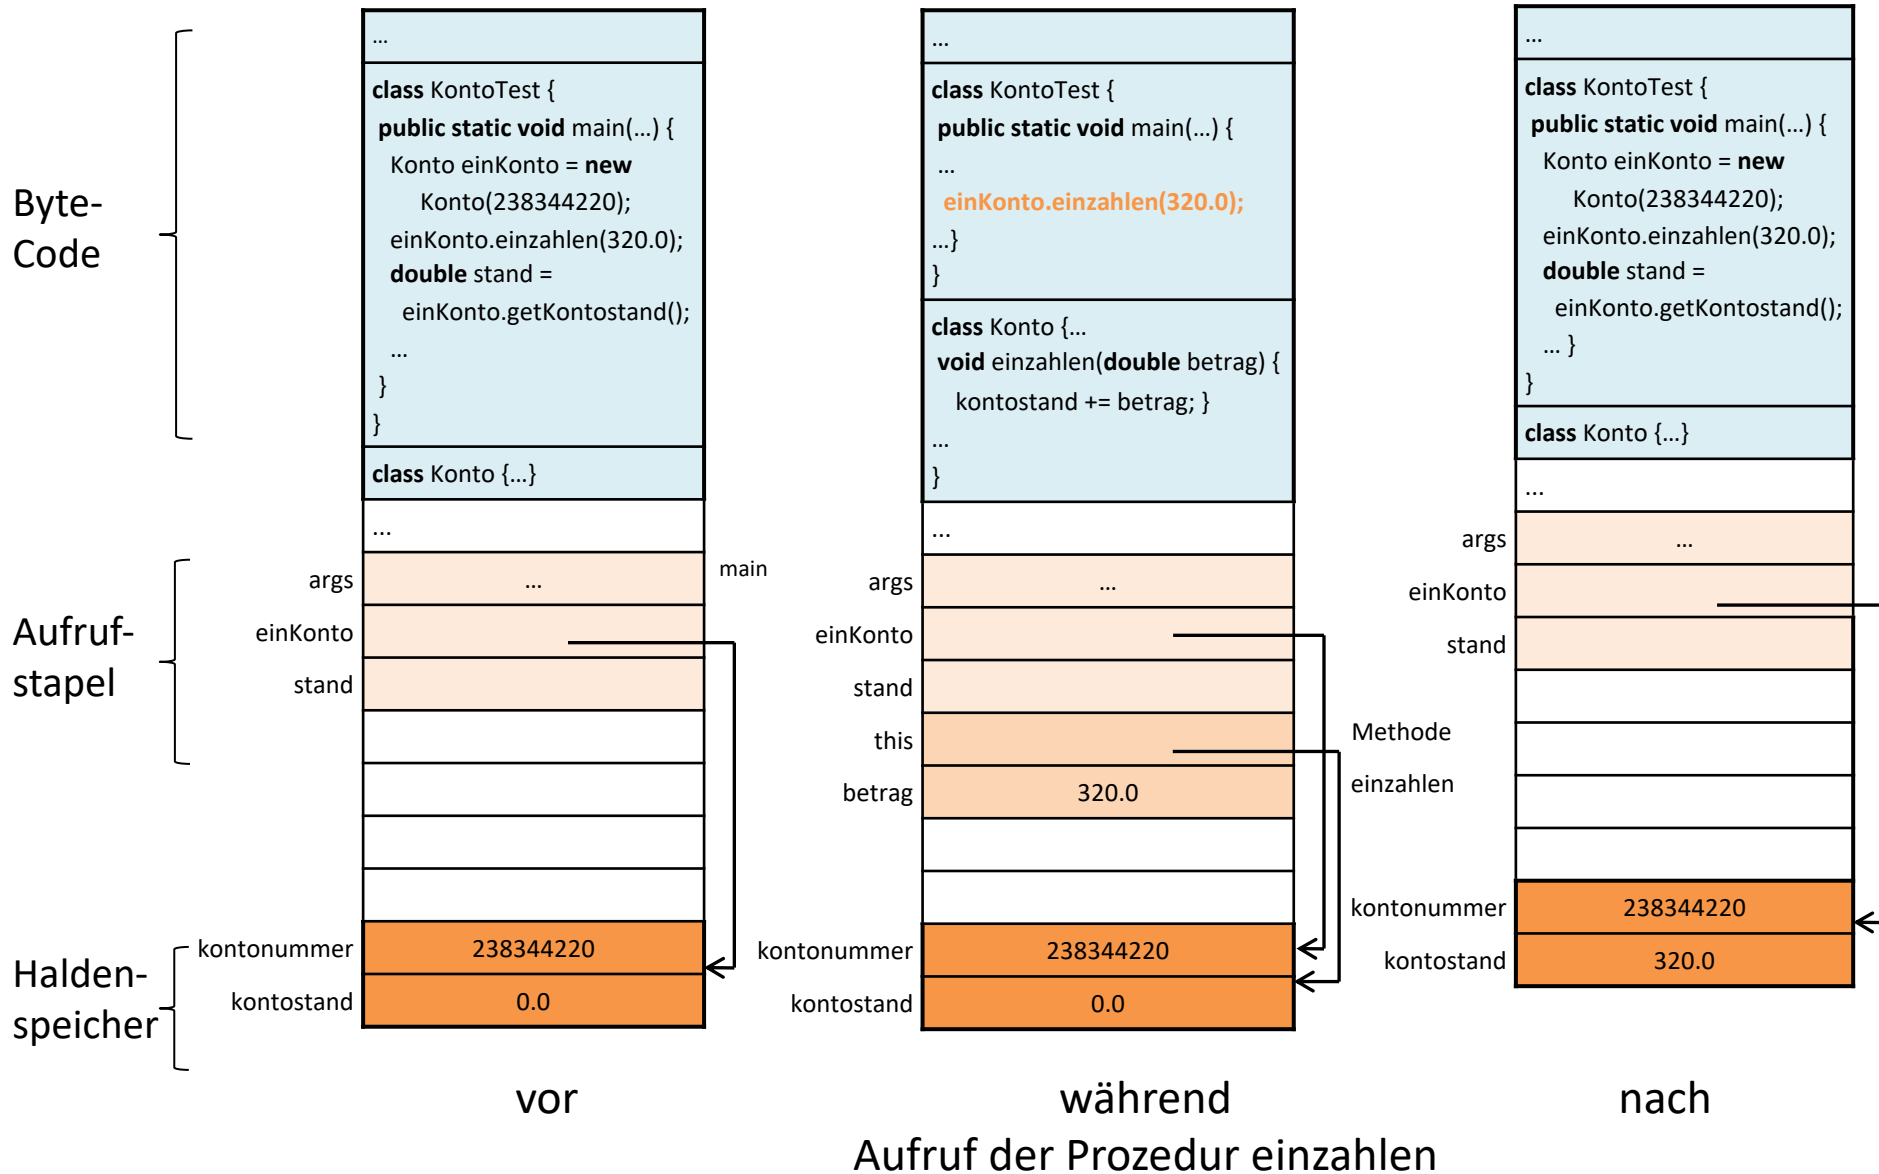 Byte-
Code
Aufruf-
stapel
Halden-
speicher
...
class KontoTest {
public static void main(...) {
Konto einKonto = new
Konto(238344220);
einKonto.einzahlen(320.0);
double stand =
einKonto.getKontostand();
...
}
}
class Konto {...}
...
args ...
main
einKonto
stand
kontonummer 238344220
kontostand 0.0
vor
...
class KontoTest {
public static void main(...) {
...
einKonto.einzahlen(320.0);
...}
}
class Konto {...
void einzahlen(double betrag) {
kontostand += betrag; }
...
}
...
args ...
einKonto
stand
this
betrag 320.0
Methode
einzahlen
kontonummer 238344220
kontostand 0.0
während
...
class KontoTest {
public static void main(...) {
Konto einKonto = new
Konto(238344220);
einKonto.einzahlen(320.0);
double stand =
einKonto.getKontostand();
... }
}
class Konto {...}
...
args ...
einKonto
stand
kontonummer 238344220
kontostand 320.0
nach
Aufruf der Prozedur einzahlen